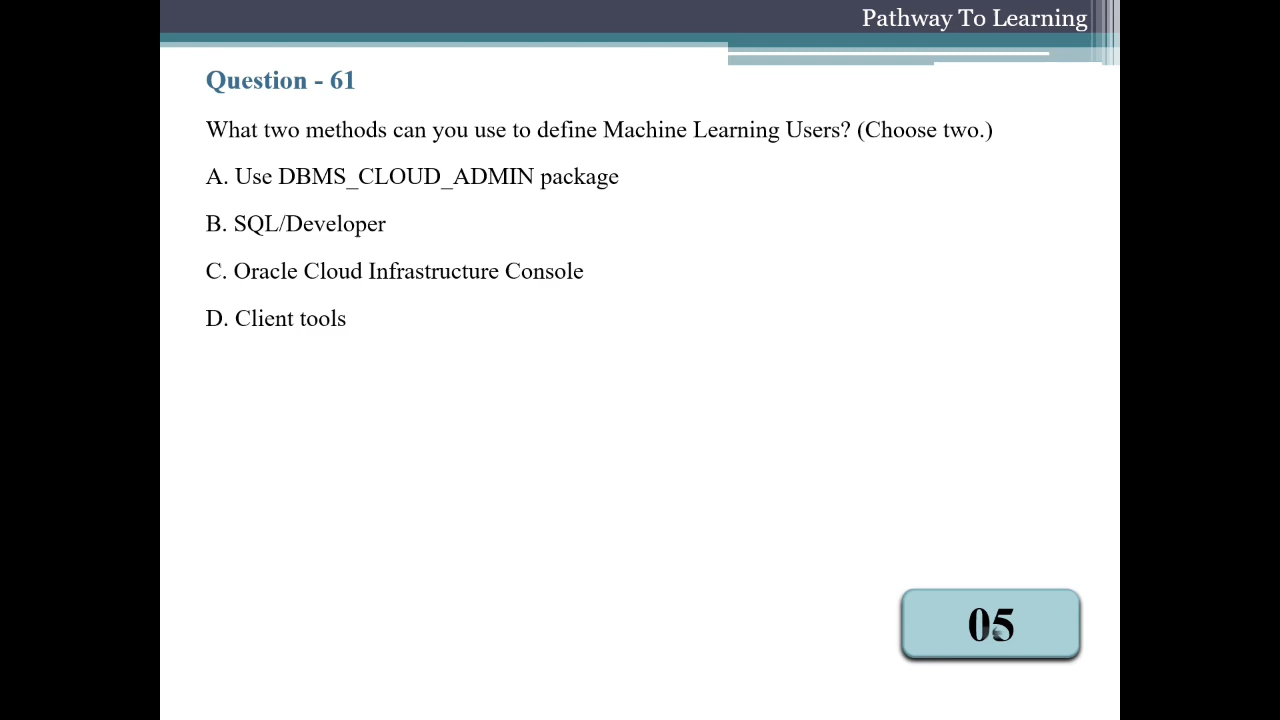 Pathway To Learning
Question - 61
What two methods can you use to define Machine Learning Users? (Choose two.)
A. Use DBMS_CLOUD_ADMIN package
B. SQL/Developer
C. Oracle Cloud Infrastructure Console
D. Client tools
05